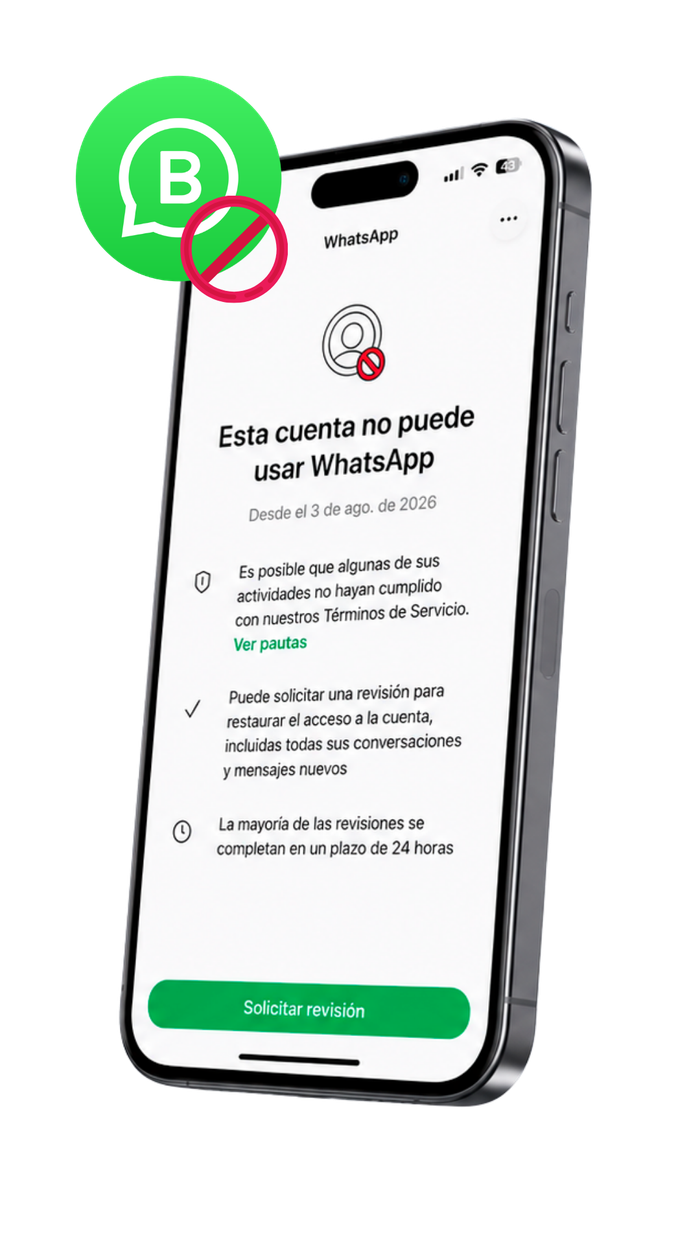 B
43
WhatsApp
Esta cuenta no puede
usar WhatsApp
Desde el 3 de ago. de 2026
Es posible que algunas de sus
actividades no hayan cumplido
con nuestros Términos de Servicio.
Ver pautas
Puede solicitar una revisión para
restaurar el acceso a la cuenta,
incluidas todas sus conversaciones
y mensajes nuevos
La mayoría de las revisiones se
completan en un plazo de 24 horas
Solicitar revisión